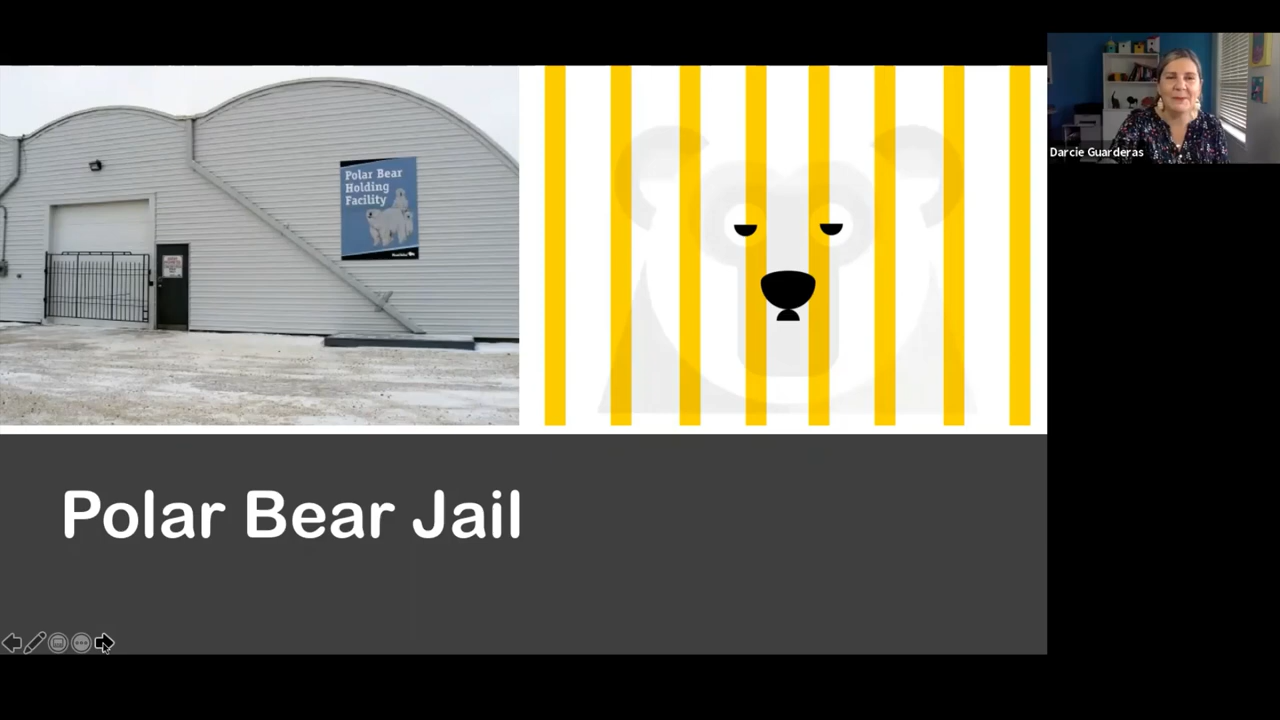 Polar Bear
Holding
Facility
Darcie Guarderas
Polar Bear Jail